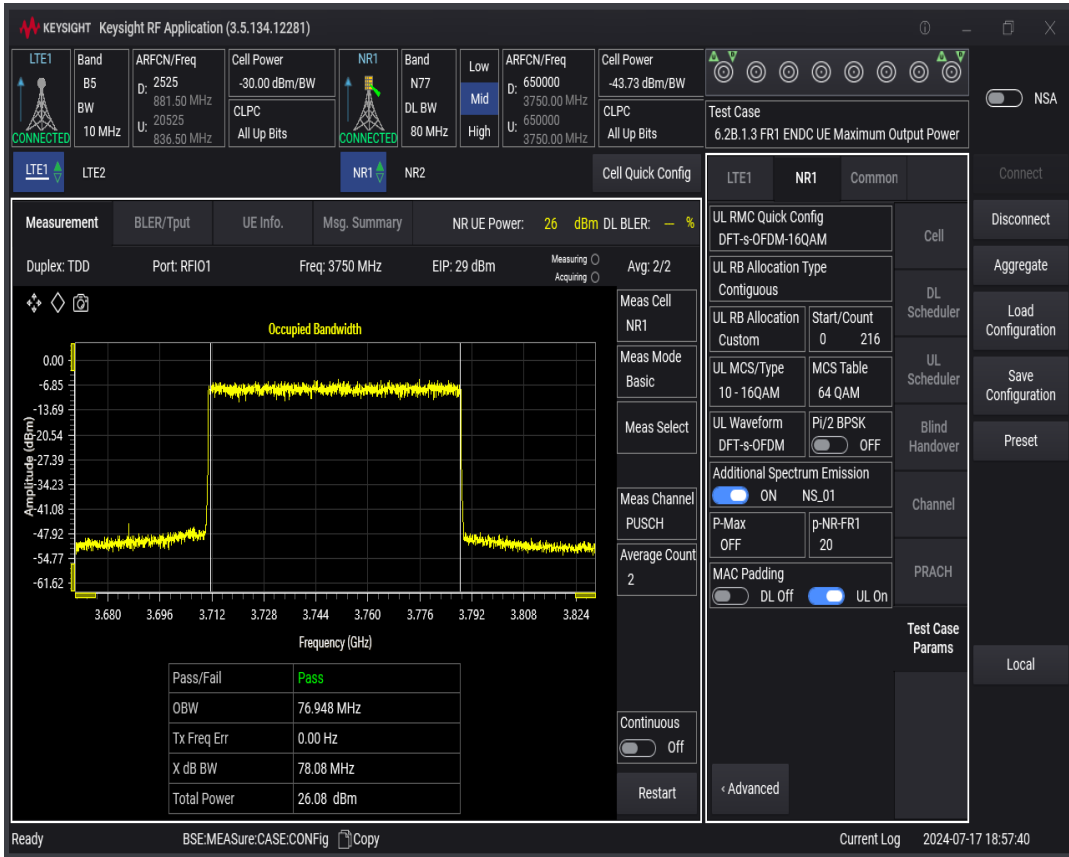 KEYSIGHT Keysight RF Application (3.5.134.12281)
LTE1
CONNECTED
Band
B5
BW
10 MHz
ARFCN/Freq
D: 2525
881.50 MHz
U: 20525
836.50 MHz
Cell Power
-30.00 dBm/BW
CLPC
All Up Bits
NR1
CONNECTED
Band
N77
DL BW
80 MHz
Low
Mid
High
ARFCN/Freq
D: 650000
3750.00 MHz
U: 650000
3750.00 MHz
Cell Power
-43.73 dBm/BW
CLPC
All Up Bits
Test Case
6.2B.1.3 FR1 ENDC UE Maximum Output Power
NSA
LTE1 LTE2 NR1 NR2 Cell Quick Config
Measurement BLER/Tput UE Info. Msg. Summary NR UE Power: 26 dBm DL BLER: --- %
Duplex: TDD Port: RFIO1 Freq: 3750 MHz EIP: 29 dBm Measuring Acquiring Avg: 2/2
Occupied Bandwidth
Amplitude (dBm)
0.00
-6.85
-13.69
-20.54
-27.39
-34.23
-41.08
-47.92
-54.77
-61.62
3.680 3.696 3.712 3.728 3.744 3.760 3.776 3.792 3.808 3.824
Frequency (GHz)
Pass/Fail Pass
OBW 76.948 MHz
Tx Freq Err 0.00 Hz
X dB BW 78.08 MHz
Total Power 26.08 dBm
Meas Cell
NR1
Meas Mode
Basic
Meas Select
Meas Channel
PUSCH
Average Count
2
Continuous
Off
Restart
LTE1 NR1 Common
UL RMC Quick Config
DFT-s-OFDM-16QAM
UL RB Allocation Type
Contiguous
UL RB Allocation
Custom
Start/Count
0 216
UL MCS/Type
10 - 16QAM
MCS Table
64 QAM
UL Waveform
DFT-s-OFDM
Pi/2 BPSK
OFF
Additional Spectrum Emission
ON NS_01
P-Max
OFF
p-NR-FR1
20
MAC Padding
DL Off UL On
‹ Advanced
Cell
DL
Scheduler
UL
Scheduler
Blind
Handover
Channel
PRACH
Test Case
Params
Connect
Disconnect
Aggregate
Load
Configuration
Save
Configuration
Preset
Local
Ready BSE:MEASure:CASE:CONFig Copy Current Log 2024-07-17 18:57:40